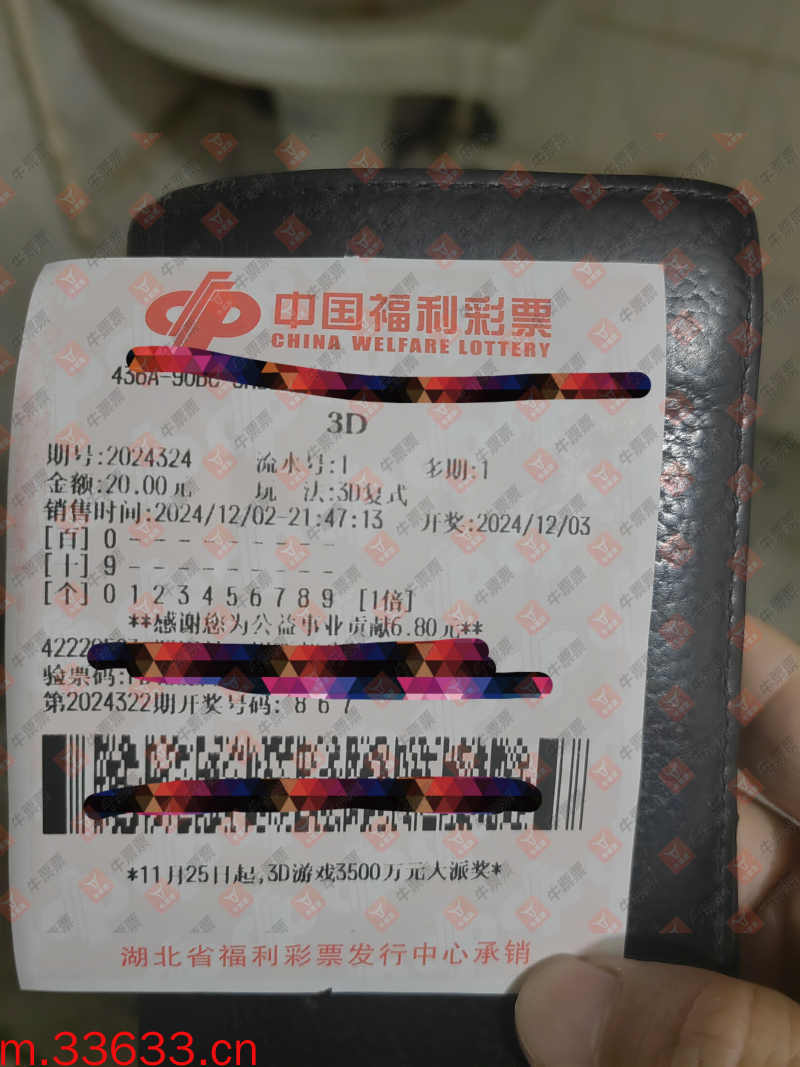 中国福利彩票
CHINA WELFARE LOTTERY
3D
期号:2024324 流水号:1 多期:1
金额:20.00元 玩 法:3D复式
销售时间:2024/12/02-21:47:13 开奖:2024/12/03
[百] 0 - - - - - - - - -
[十] 9 - - - - - - - - -
[个] 0 1 2 3 4 5 6 7 8 9 [1倍]
**感谢您为公益事业贡献6.80元**
验票码:
第2024322期开奖号码: 8 6 7
*11月25日起,3D游戏3500万元大派奖*
湖北省福利彩票发行中心承销
m.33633.cn
牛票票